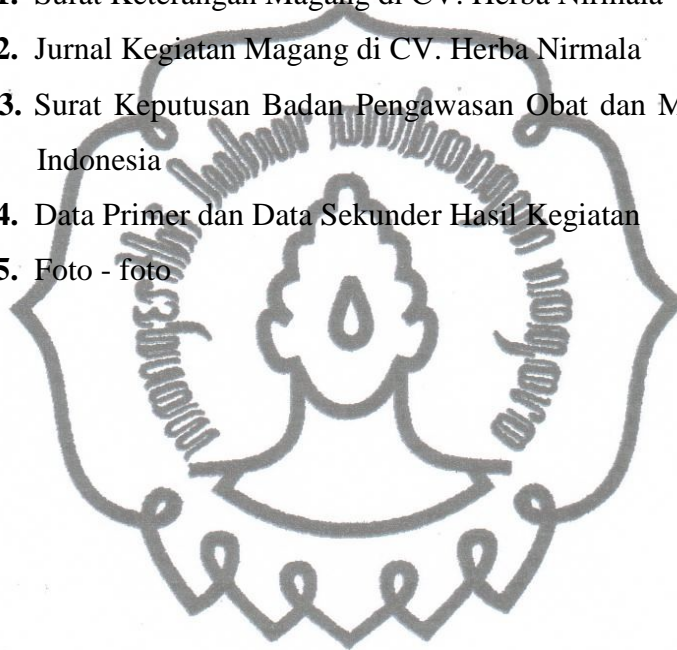 1. Surat Keterangan Magang di CV. Herba Nirmala
2. Jurnal Kegiatan Magang di CV. Herba Nirmala
3. Surat Keputusan Badan Pengawasan Obat dan M
Indonesia
4. Data Primer dan Data Sekunder Hasil Kegiatan
5. Foto - foto